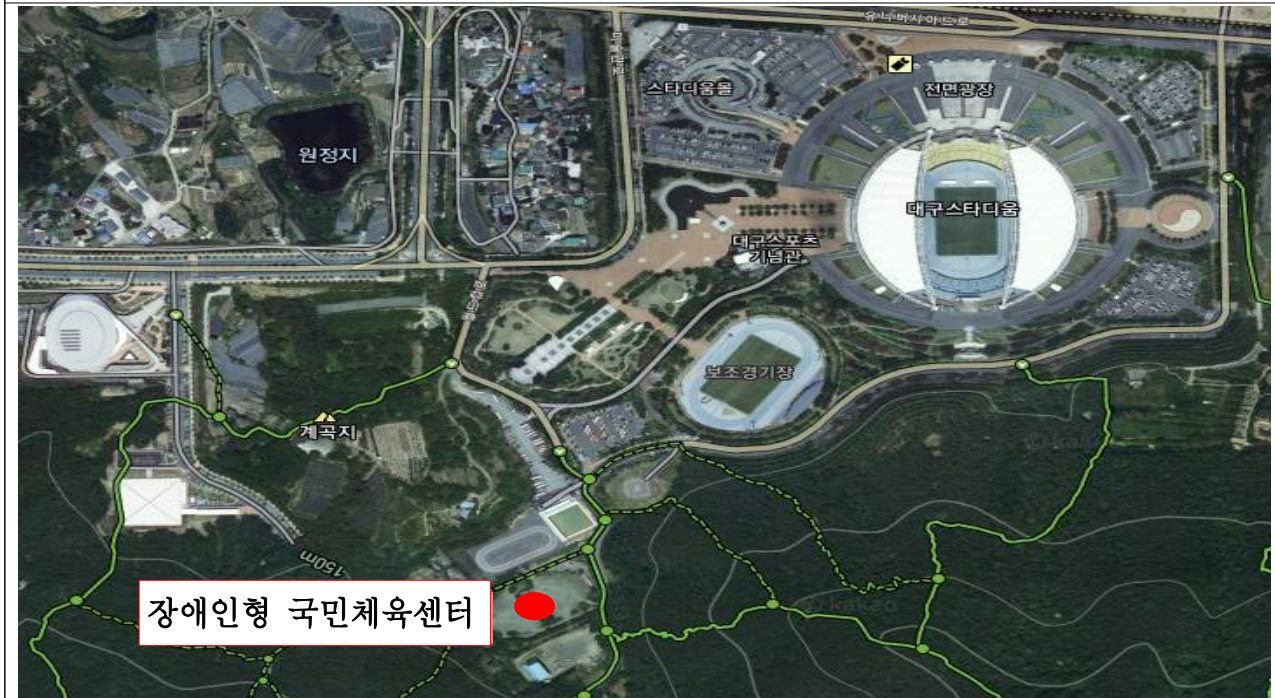 유니버시아드로
스타디움몰
전면광장
원정지
대구스타디움
대구스포츠
기념관
보조경기장
계곡지
150m
장애인형 국민체육센터
kakao